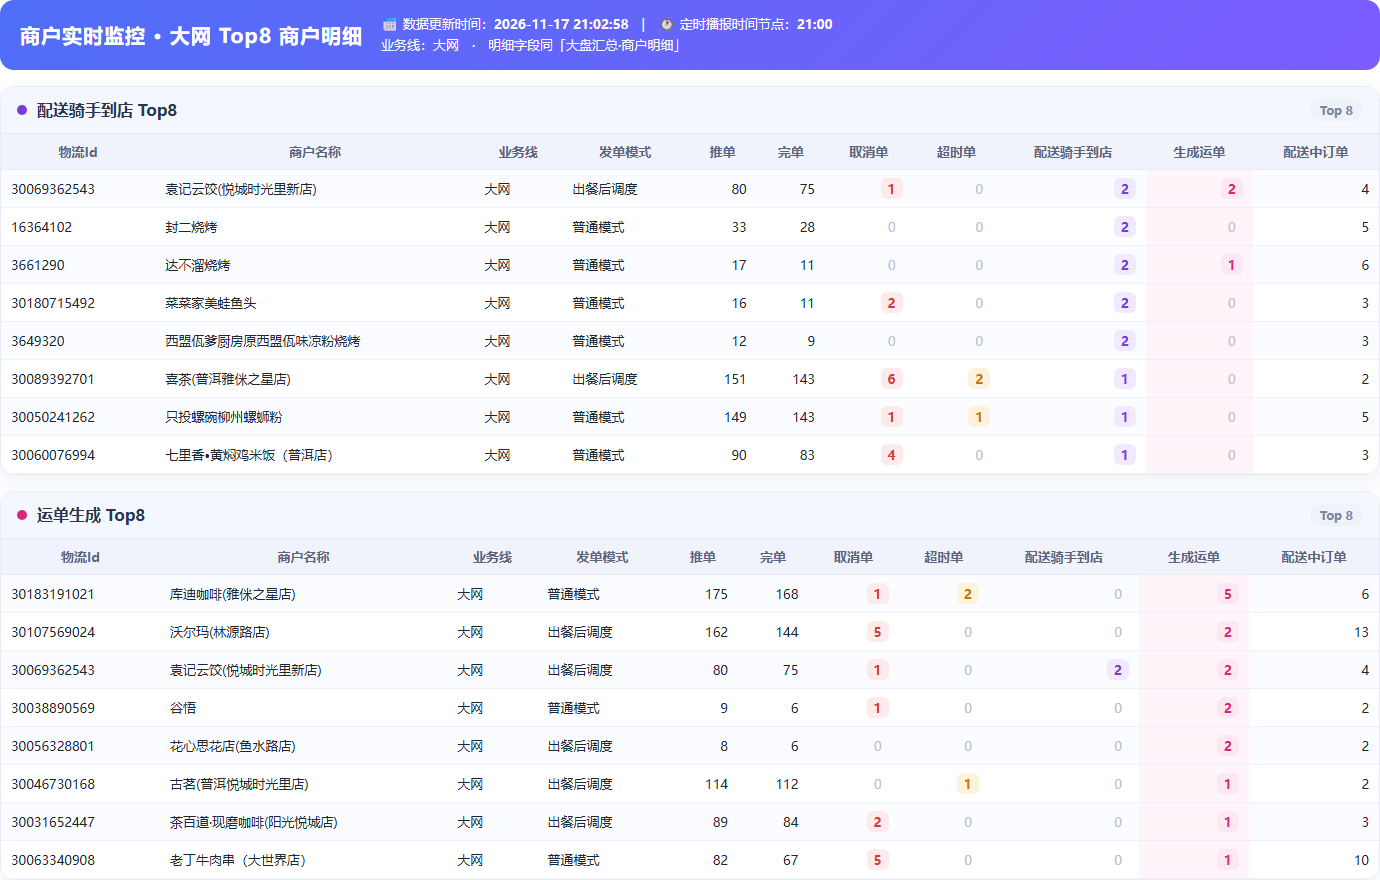 商户实时监控 • 大网 Top8 商户明细
数据更新时间：2026-11-17 21:02:58 | 定时播报时间节点：21:00
业务线：大网 · 明细字段同「大盘汇总·商户明细」
配送骑手到店 Top8 Top 8
物流Id 商户名称 业务线 发单模式 推单 完单 取消单 超时单 配送骑手到店 生成运单 配送中订单
30069362543 袁记云饺(悦城时光里新店) 大网 出餐后调度 80 75 1 0 2 2 4
16364102 封二烧烤 大网 普通模式 33 28 0 0 2 0 5
3661290 达不溜烧烤 大网 普通模式 17 11 0 0 2 1 6
30180715492 菜菜家美蛙鱼头 大网 普通模式 16 11 2 0 2 0 3
3649320 西盟佤爹厨房原西盟佤味凉粉烧烤 大网 普通模式 12 9 0 0 2 0 3
30089392701 喜茶(普洱雅侎之星店) 大网 出餐后调度 151 143 6 2 1 0 2
30050241262 只投螺碗柳州螺蛳粉 大网 普通模式 149 143 1 1 1 0 5
30060076994 七里香•黄焖鸡米饭（普洱店） 大网 普通模式 90 83 4 0 1 0 3
运单生成 Top8 Top 8
物流Id 商户名称 业务线 发单模式 推单 完单 取消单 超时单 配送骑手到店 生成运单 配送中订单
30183191021 库迪咖啡(雅侎之星店) 大网 普通模式 175 168 1 2 0 5 6
30107569024 沃尔玛(林源路店) 大网 出餐后调度 162 144 5 0 0 2 13
30069362543 袁记云饺(悦城时光里新店) 大网 出餐后调度 80 75 1 0 2 2 4
30038890569 谷悟 大网 普通模式 9 6 1 0 0 2 2
30056328801 花心思花店(鱼水路店) 大网 出餐后调度 8 6 0 0 0 2 2
30046730168 古茗(普洱悦城时光里店) 大网 出餐后调度 114 112 0 1 0 1 2
30031652447 茶百道·现磨咖啡(阳光悦城店) 大网 出餐后调度 89 84 2 0 0 1 3
30063340908 老丁牛肉串（大世界店） 大网 普通模式 82 67 5 0 0 1 10